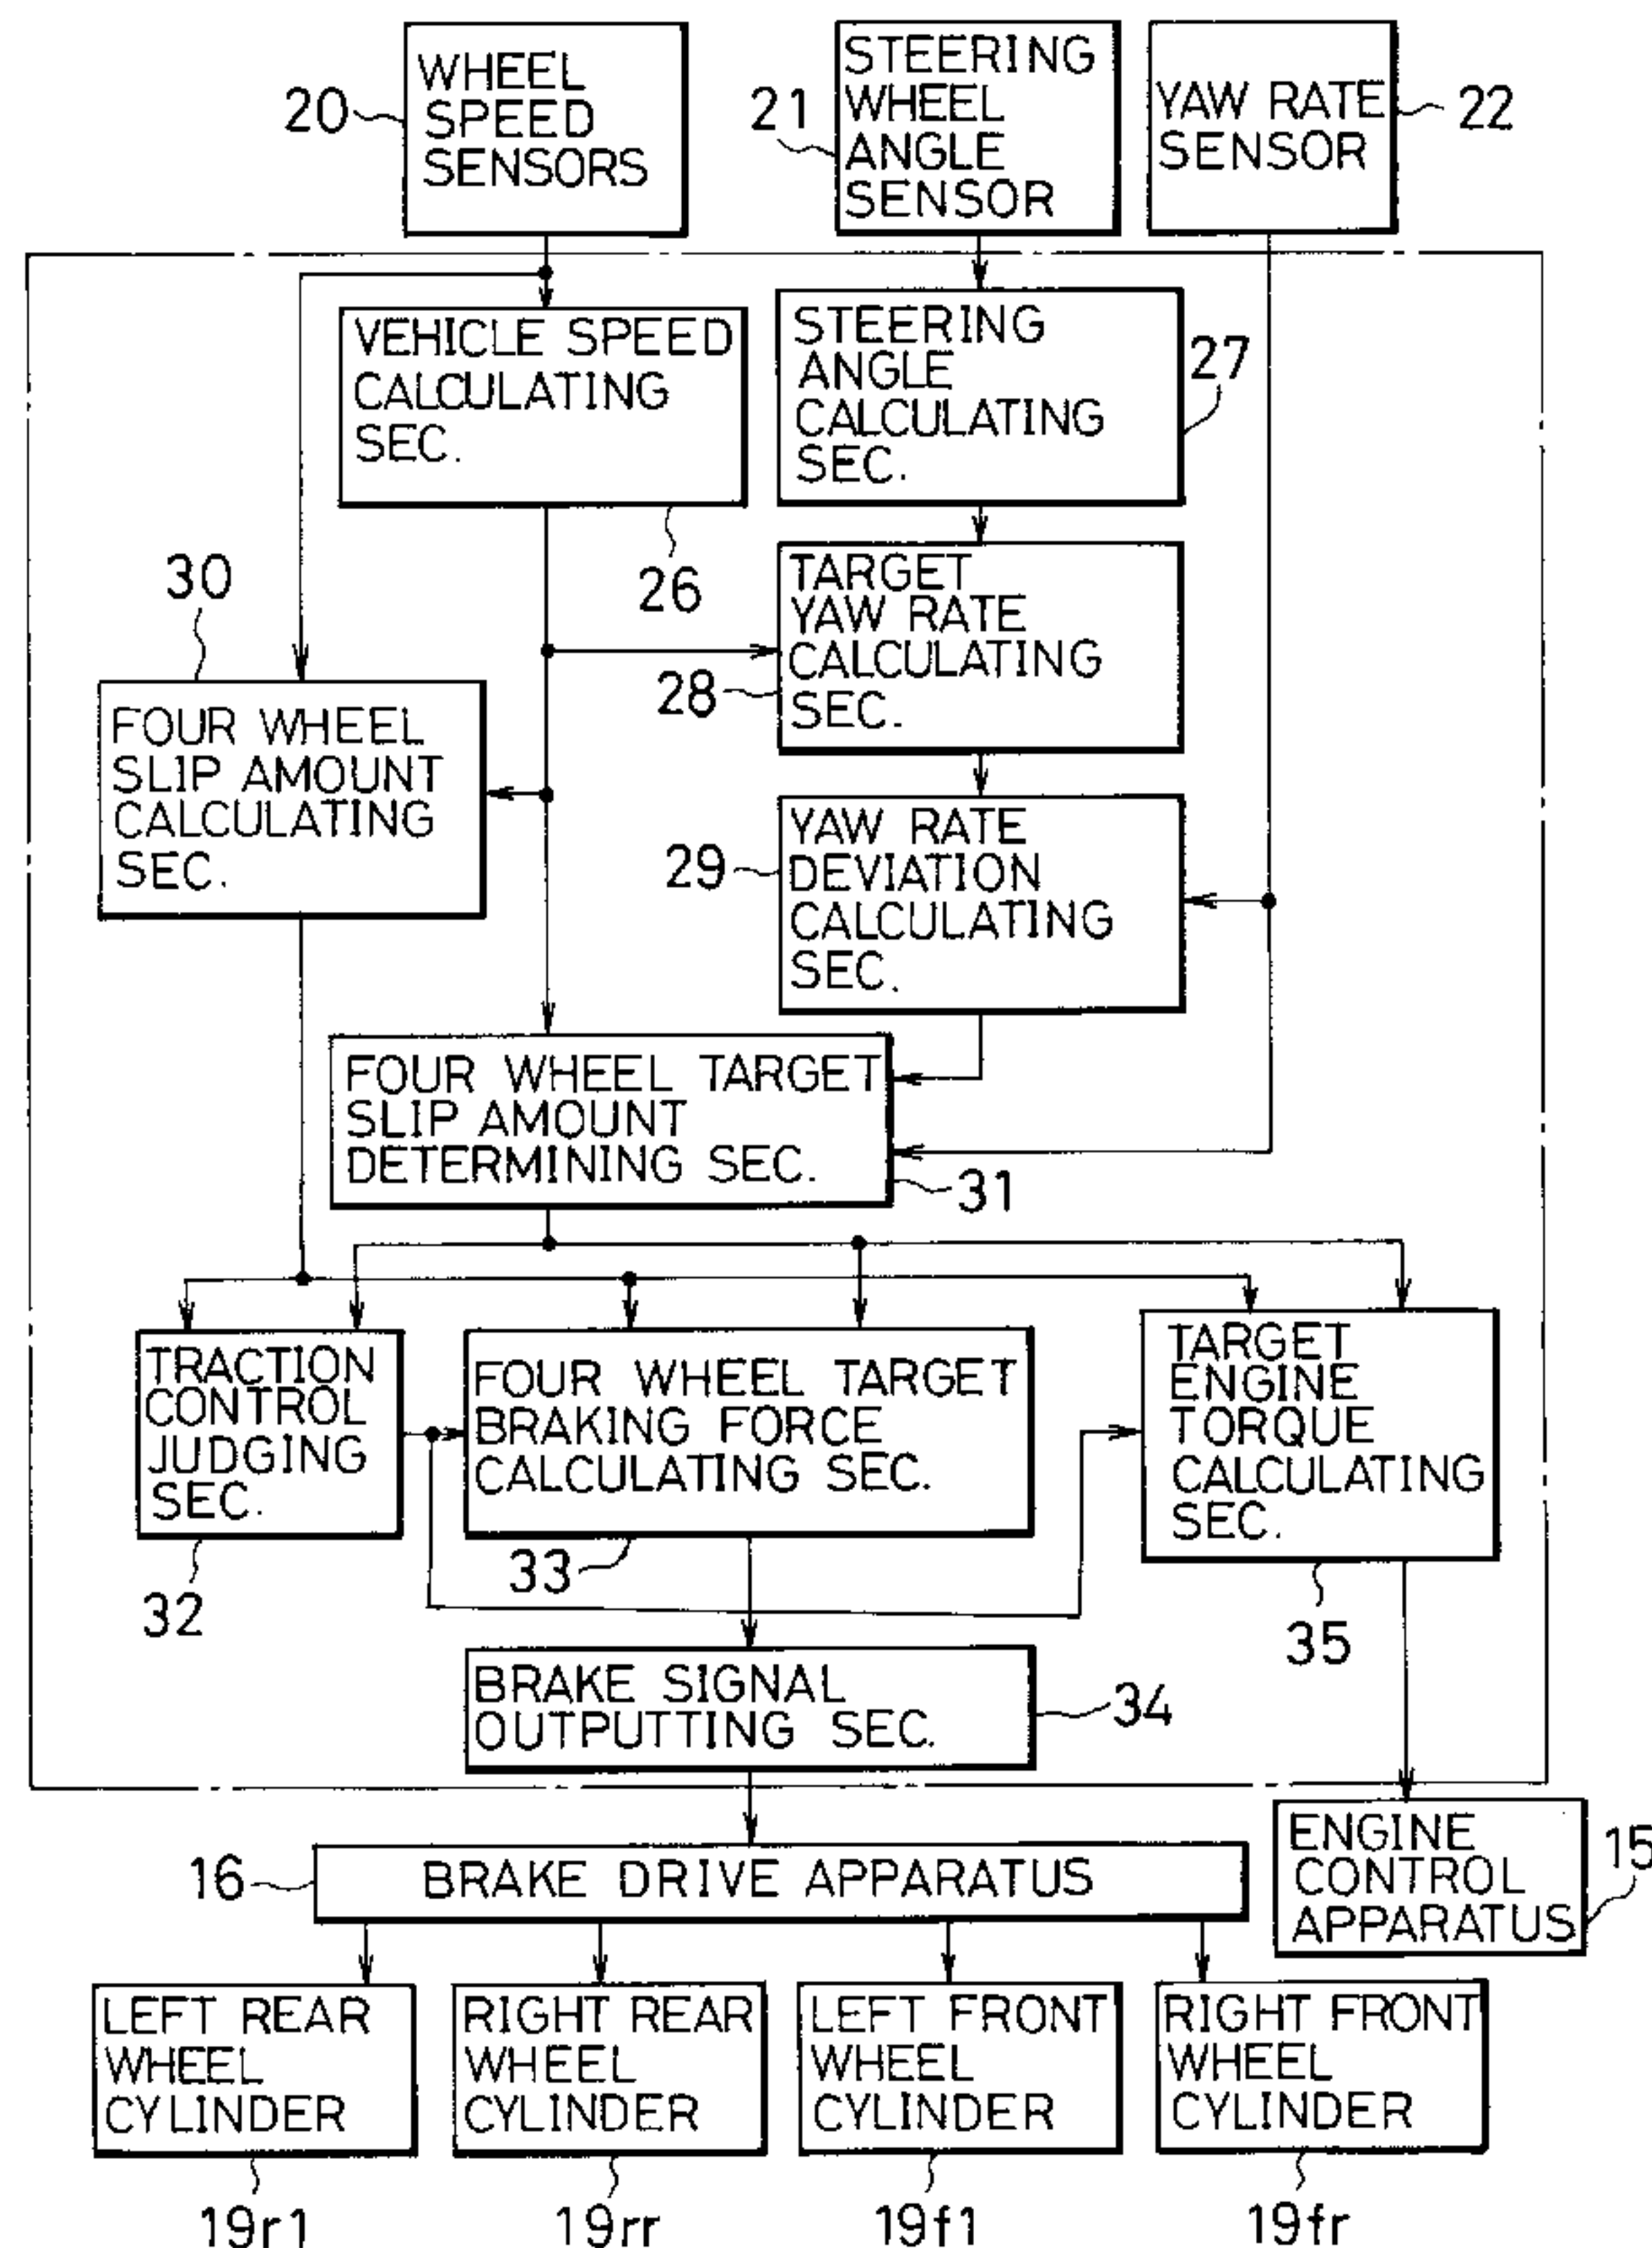 WHEEL
SPEED
SENSORS
20
STEERING
WHEEL
ANGLE
SENSOR
21
YAW RATE
SENSOR
22
VEHICLE SPEED
CALCULATING
SEC.
26
STEERING
ANGLE
CALCULATING
SEC.
27
30
FOUR WHEEL
SLIP AMOUNT
CALCULATING
SEC.
TARGET
YAW RATE
CALCULATING
SEC.
28
YAW RATE
DEVIATION
CALCULATING
SEC.
29
FOUR WHEEL TARGET
SLIP AMOUNT
DETERMINING SEC.
31
TRACTION
CONTROL
JUDGING
SEC.
32
FOUR WHEEL TARGET
BRAKING FORCE
CALCULATING SEC.
33
TARGET
ENGINE
TORQUE
CALCULATING
SEC.
35
BRAKE SIGNAL
OUTPUTTING SEC.
34
16
BRAKE DRIVE APPARATUS
ENGINE
CONTROL
APPARATUS
15
LEFT REAR
WHEEL
CYLINDER
19r1
RIGHT REAR
WHEEL
CYLINDER
19rr
LEFT FRONT
WHEEL
CYLINDER
19f1
RIGHT FRONT
WHEEL
CYLINDER
19fr